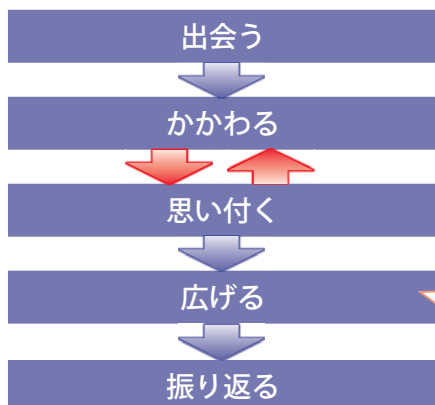 出会う
かかわる
思い付く
広げる
振り返る